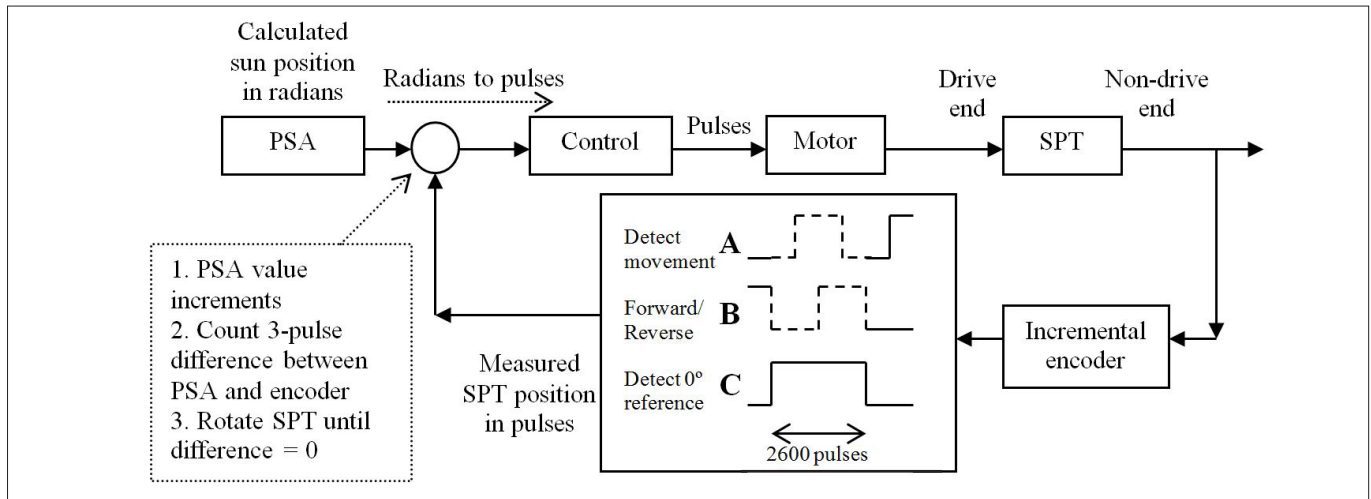 Calculated
sun position
in radians
Radians to pulses
PSA
Control
Pulses
Motor
Drive
end
SPT
Non-drive
end
1. PSA value
increments
2. Count 3-pulse
difference between
PSA and encoder
3. Rotate SPT until
difference = 0
Measured
SPT position
in pulses
Detect
movement
A
Forward/
Reverse
B
Detect 0º
reference
C
2600 pulses
Incremental
encoder